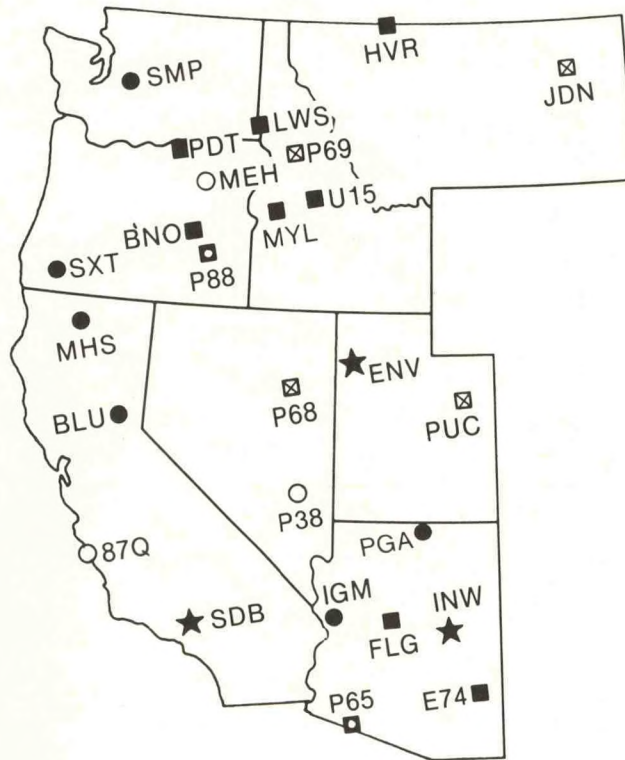 SMP
HVR
JDN
LWS
PDT
P69
MEH
U15
MYL
BNO
P88
SXT
MHS
ENV
P68
PUC
BLU
P38
87Q
PGA
IGM
INW
SDB
FLG
P65
E74